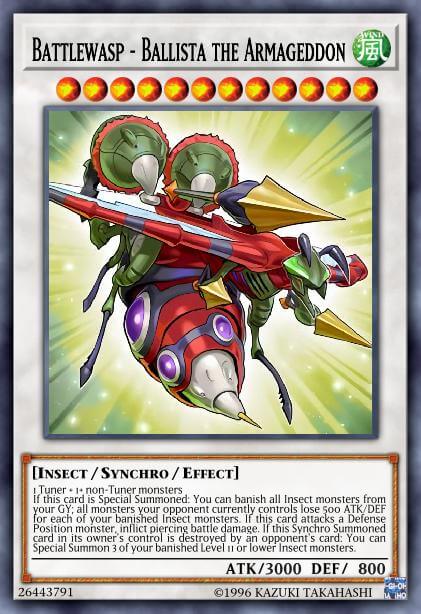 BATTLEWASP - BALLISTA THE ARMAGEDDON
WIND
風
[INSECT / SYNCHRO / EFFECT]
1 Tuner + 1+ non-Tuner monsters
If this card is Special Summoned: You can banish all Insect monsters from
your GY; all monsters your opponent currently controls lose 500 ATK/DEF
for each of your banished Insect monsters. If this card attacks a Defense
Position monster, inflict piercing battle damage. If this Synchro Summoned
card in its owner's control is destroyed by an opponent's card: You can
Special Summon 3 of your banished Level 11 or lower Insect monsters.
ATK/3000 DEF/ 800
26443791
©1996 KAZUKI TAKAHASHI